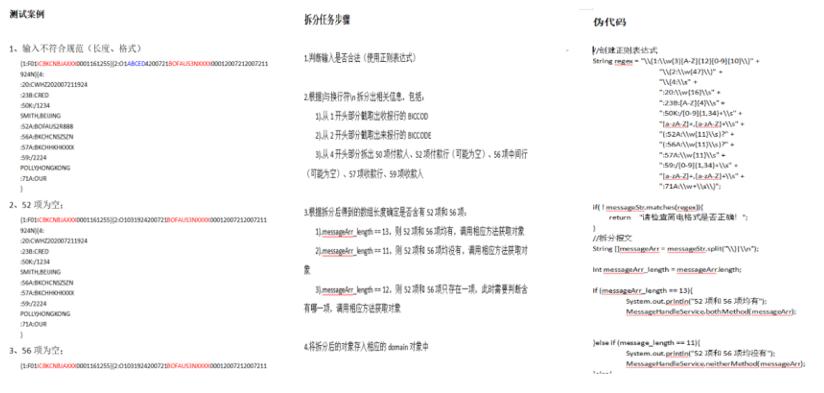 测试案例
1、输入不符合规范（长度、格式）
{1:F01ICBKCNBJAXXX0001161255}{2:O1ABCED4200721BOFAUS3NXXXX00012007212007211
924N}{4:
:20:CWHZ202007211924
:23B:CRED
:50K:/1234
SMITH,BEIJING
:52A:BOFAUS2R888
:56A:BKCHCNSZSZN
:57A:BKCHHKHKXXX
:59:/2224
POLLY,HONGKONG
:71A:OUR
}
2、52 项为空；
{1:F01ICBKCNBJAXXX0001161255}{2:O1031924200721BOFAUS3NXXXX00012007212007211
924N}{4:
:20:CWHZ202007211924
:23B:CRED
:50K:/1234
SMITH,BEIJING
:56A:BKCHCNSZSZN
:57A:BKCHHKHKXXX
:59:/2224
POLLY,HONGKONG
:71A:OUR
}
3、56 项为空；
{1:F01ICBKCNBJAXXX0001161255}{2:O1031924200721BOFAUS3NXXXX00012007212007211
拆分任务步骤
1.判断输入是否合法（使用正则表达式）
2.根据}与换行符\n 拆分出相关信息，包括：
1).从 1 开头部分截取出收报行的 BICCOD
2).从 2 开头部分截取出来报行的 BICCODE
3).从 4 开头部分拆出 50 项付款人、52 项付款行（可能为空）、56 项中间行
（可能为空）、57 项收款行、59 项收款人
3.根据拆分后得到的数组长度确定是否含有 52 项和 56 项：
1).messageArr_length == 13，则 52 项和 56 项均有，调用相应方法获取对象
2).messageArr_length == 11，则 52 项和 56 项均没有，调用相应方法获取对
象
3).messageArr_length == 12，则 52 项和 56 项只存在一项，此时需要判断含
有哪一项，调用相应方法获取对象
4.将拆分后的对象存入相应的 domain 对象中
伪代码
//创建正则表达式
String regex = "\\{1:\\w{3}[A-Z]{12}[0-9]{10}\\}" +
"\\{2:\\w{47}\\}" +
"\\{4:\\s" +
":20:\\w{16}\\s" +
":23B:[A-Z]{4}\\s" +
":50K:/[0-9]{1,34}+\\s" +
"[a-zA-Z]+,[a-zA-Z]+\\s" +
"(:52A:\\w{11}\\s)?" +
"(:56A:\\w{11}\\s)?" +
":57A:\\w{11}\\s" +
":59:/[0-9]{1,34}+\\s" +
"[a-zA-Z]+,[a-zA-Z]+\\s" +
":71A:\\w+\\s\\}";
if( ! messageStr.matches(regex)){
return "请检查简电格式是否正确！";
}
//拆分报文
String []messageArr = messageStr.split("\\}|\\n");
Int messageArr_length = messageArr.length;
If (messageArr_length == 13){
System.out.println("52 项和 56 项均有");
MessageHandleService.bothMethod(messageArr);
}else if (message_length == 11){
System.out.println("52 项和 56 项均没有");
MessageHandleService.neitherMethod(messageArr);